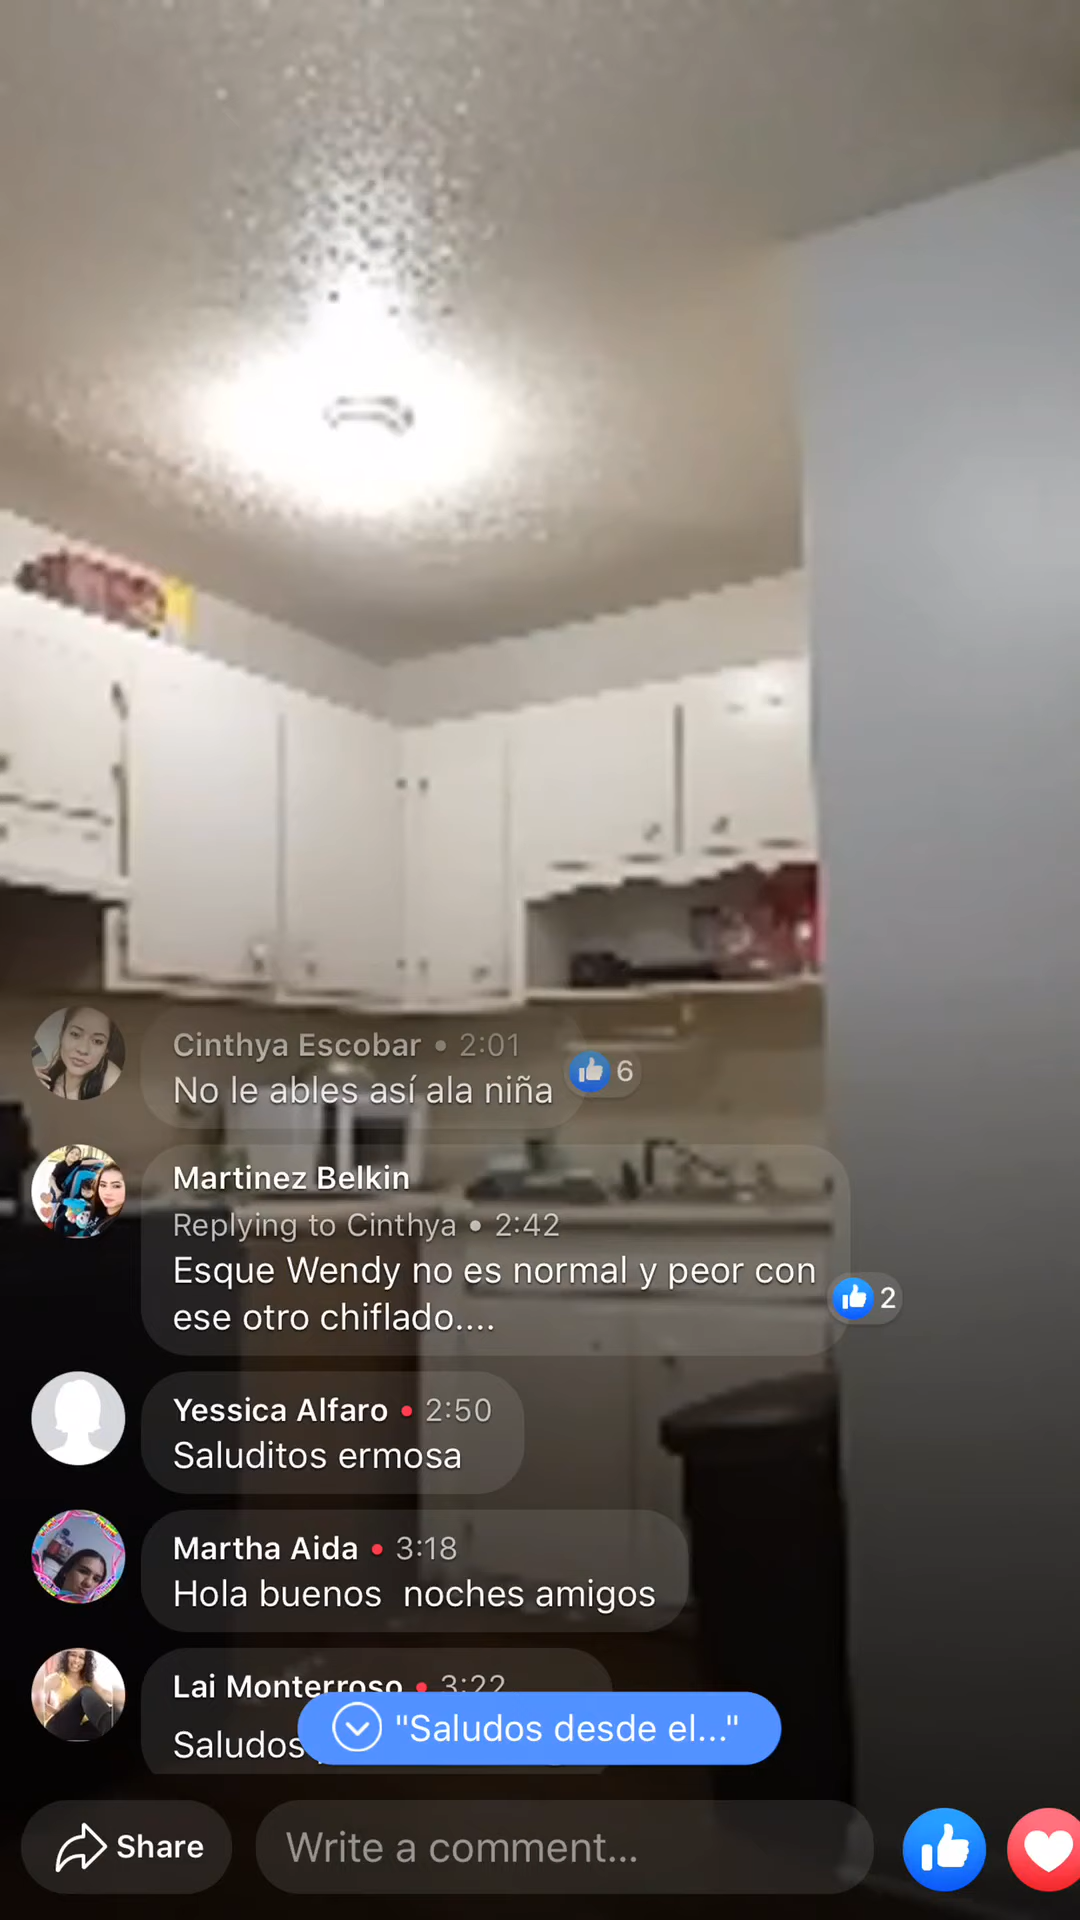 Cinthya Escobar • 2:01
No le ables así ala niña
6
Martinez Belkin
Replying to Cinthya • 2:42
Esque Wendy no es normal y peor con
ese otro chiflado....
2
Yessica Alfaro • 2:50
Saluditos ermosa
Martha Aida • 3:18
Hola buenos  noches amigos
Lai Monterroso • 3:22
Saludos
"Saludos desde el..."
Share
Write a comment...